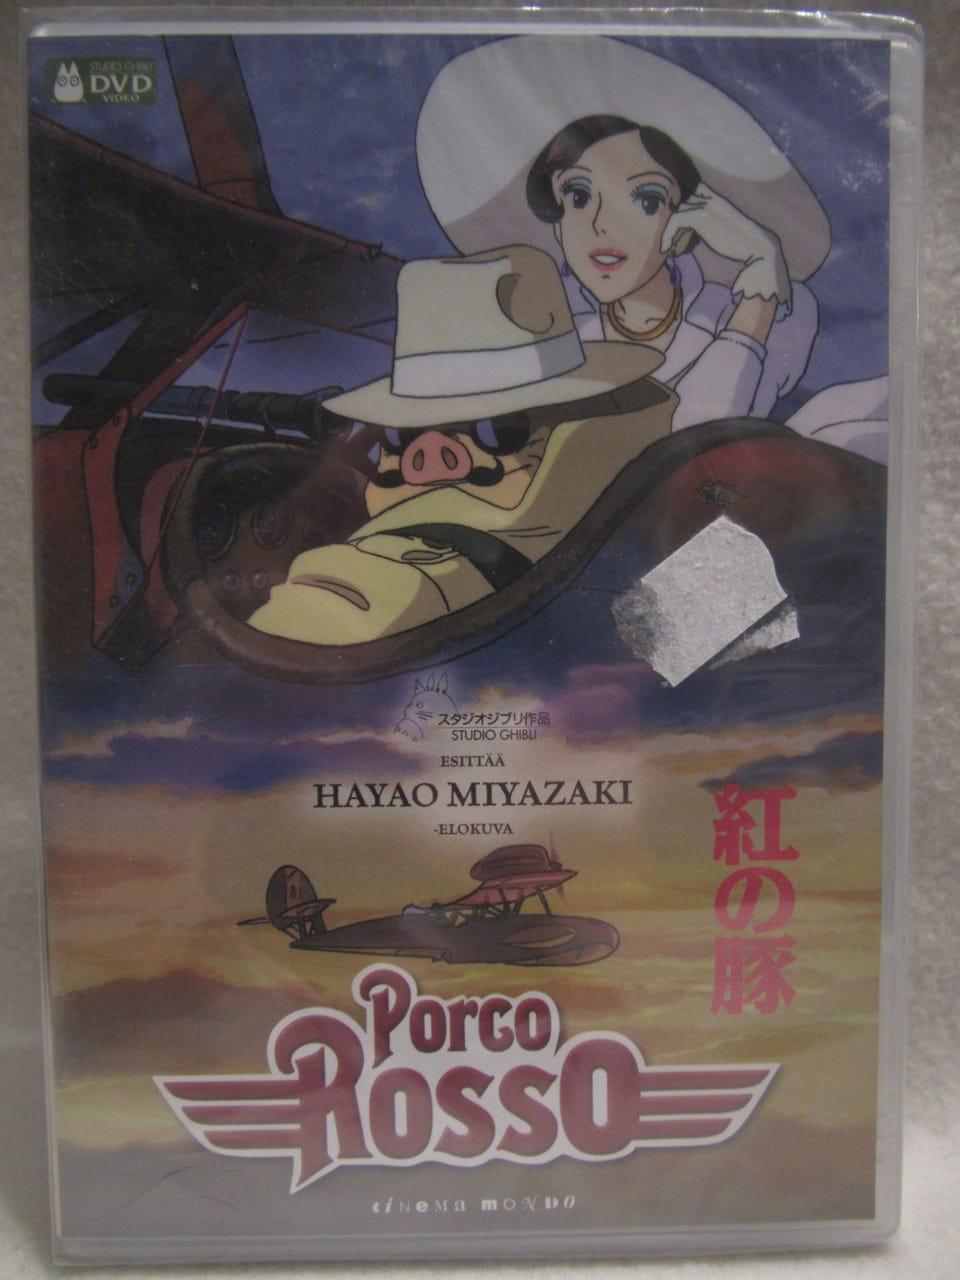 STUDIO GHIBLI
DVD
VIDEO
スタジオジブリ作品
STUDIO GHIBLI
ESITTÄÄ
HAYAO MIYAZAKI
-ELOKUVA
紅の豚
PORCO
ROSSO
CiNeMa MONDO